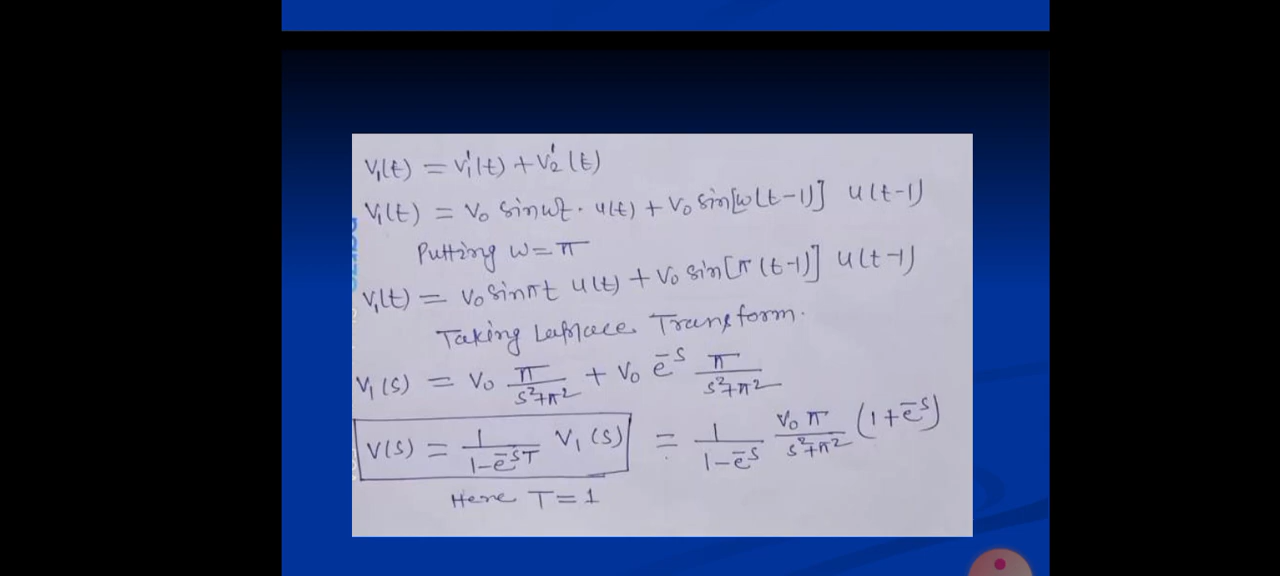 V₁(t) = V₁'(t) + V₂'(t)
V₁(t) = V₀ sinωt · u(t) + V₀ sin[ω(t-1)] u(t-1)
Putting ω = π
V₁(t) = V₀ sinπt u(t) + V₀ sin[π(t-1)] u(t-1)
Taking Laplace Transform.
V₁(s) = V₀ π/(s²+π²) + V₀ e⁻ˢ π/(s²+π²)
V(s) = 1/(1-e⁻ˢᵀ) V₁(s) = 1/(1-e⁻ˢ) V₀π/(s²+π²) (1+e⁻ˢ)
Here T = 1